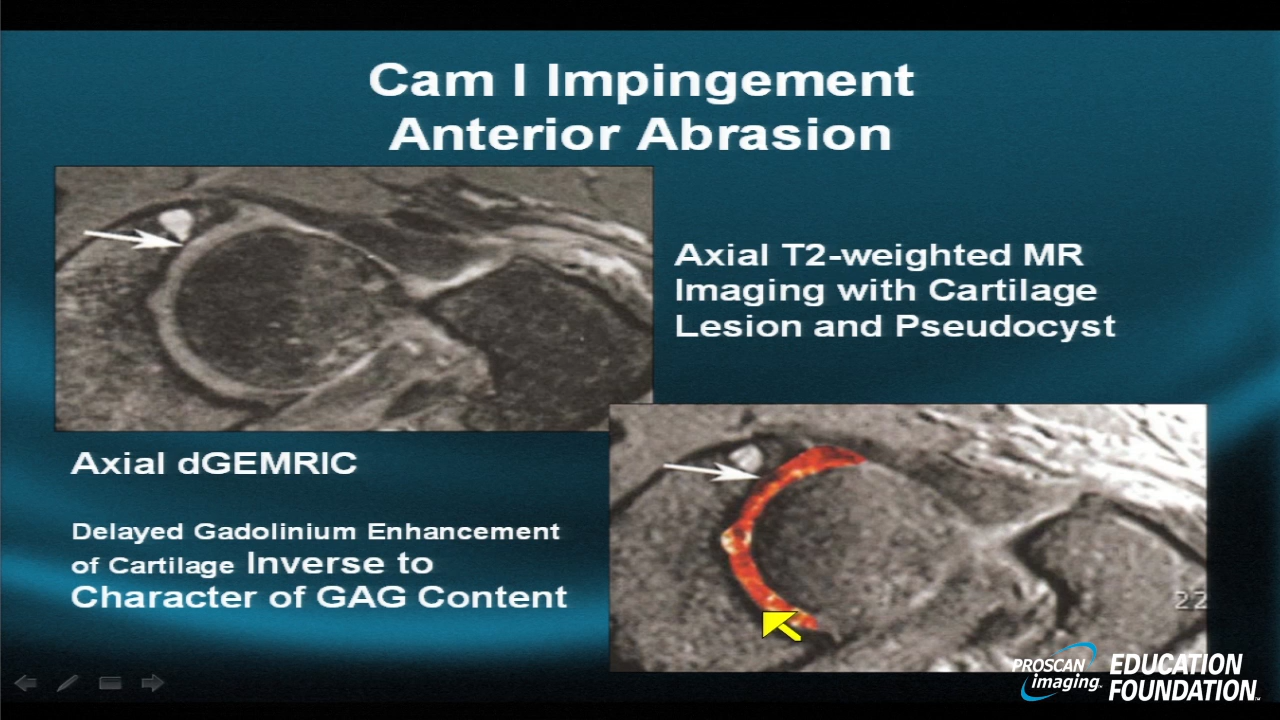 Cam I Impingement
Anterior Abrasion
Axial T2-weighted MR
Imaging with Cartilage
Lesion and Pseudocyst
Axial dGEMRIC
Delayed Gadolinium Enhancement
of Cartilage Inverse to
Character of GAG Content
22
PROSCAN
imaging
EDUCATION
FOUNDATION